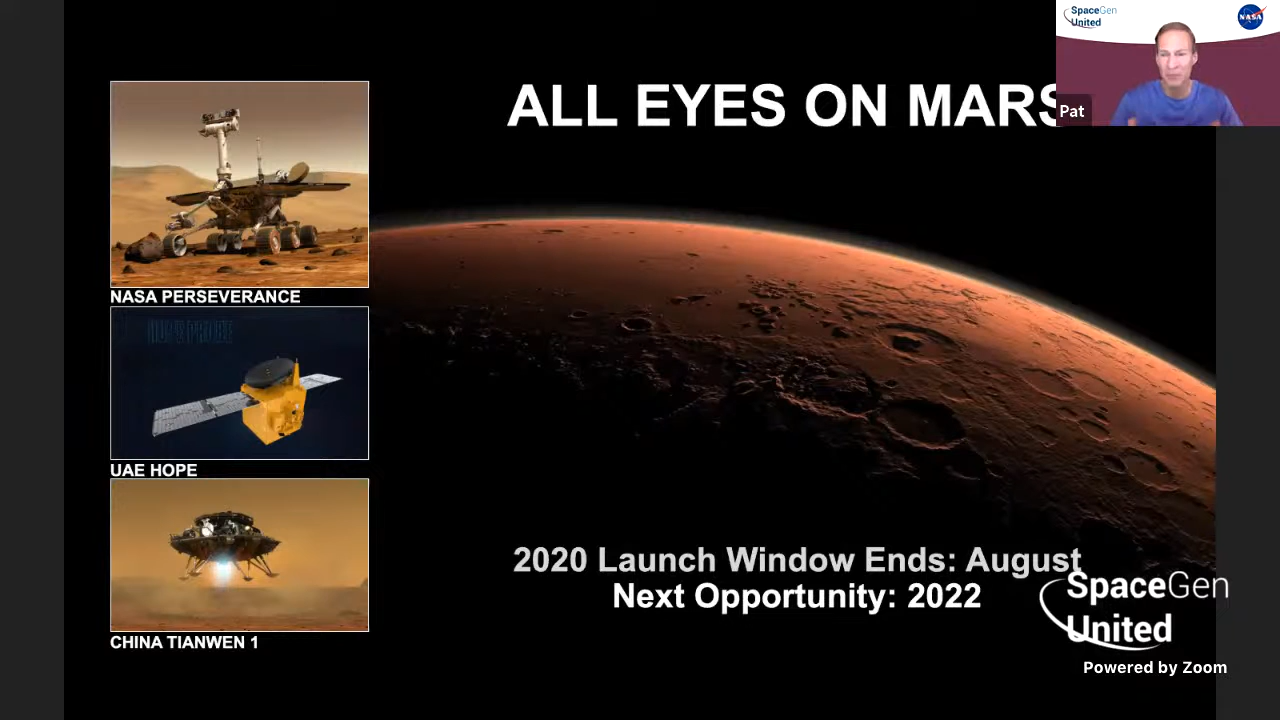 ALL EYES ON MARS
SpaceGen
United
NASA
Pat
NASA PERSEVERANCE
UAE HOPE
CHINA TIANWEN 1
2020 Launch Window Ends: August
Next Opportunity: 2022
SpaceGen
United
Powered by Zoom